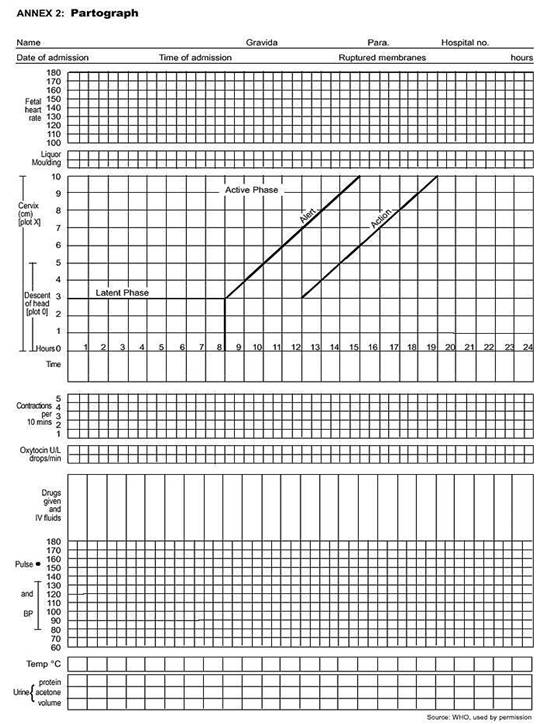 ANNEX 2: Partograph
Name Gravida Para. Hospital no.
Date of admission Time of admission Ruptured membranes hours
Fetal heart rate
180
170
160
150
140
130
120
110
100
Liquor
Moulding
Cervix (cm) [plot X]
Descent of head [plot 0]
10
9
8
7
6
5
4
3
2
1
Active Phase
Alert
Action
Latent Phase
Hours 0 1 2 3 4 5 6 7 8 9 10 11 12 13 14 15 16 17 18 19 20 21 22 23 24
Time
Contractions per 10 mins
5
4
3
2
1
Oxytocin U/L
drops/min
Drugs given and IV fluids
Pulse •
and
BP
180
170
160
150
140
130
120
110
100
90
80
70
60
Temp °C
Urine
protein
acetone
volume
Source: WHO, used by permission